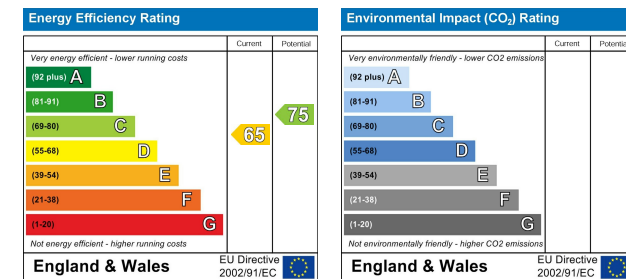 Energy Efficiency Rating
Current Potential
Very energy efficient - lower running costs
(92 plus) A
(81-91) B
(69-80) C
(55-68) D
(39-54) E
(21-38) F
(1-20) G
65
75
Not energy efficient - higher running costs
England & Wales
EU Directive
2002/91/EC
Environmental Impact (CO2) Rating
Current Potential
Very environmentally friendly - lower CO2 emissions
(92 plus) A
(81-91) B
(69-80) C
(55-68) D
(39-54) E
(21-38) F
(1-20) G
Not environmentally friendly - higher CO2 emissions
England & Wales
EU Directive
2002/91/EC